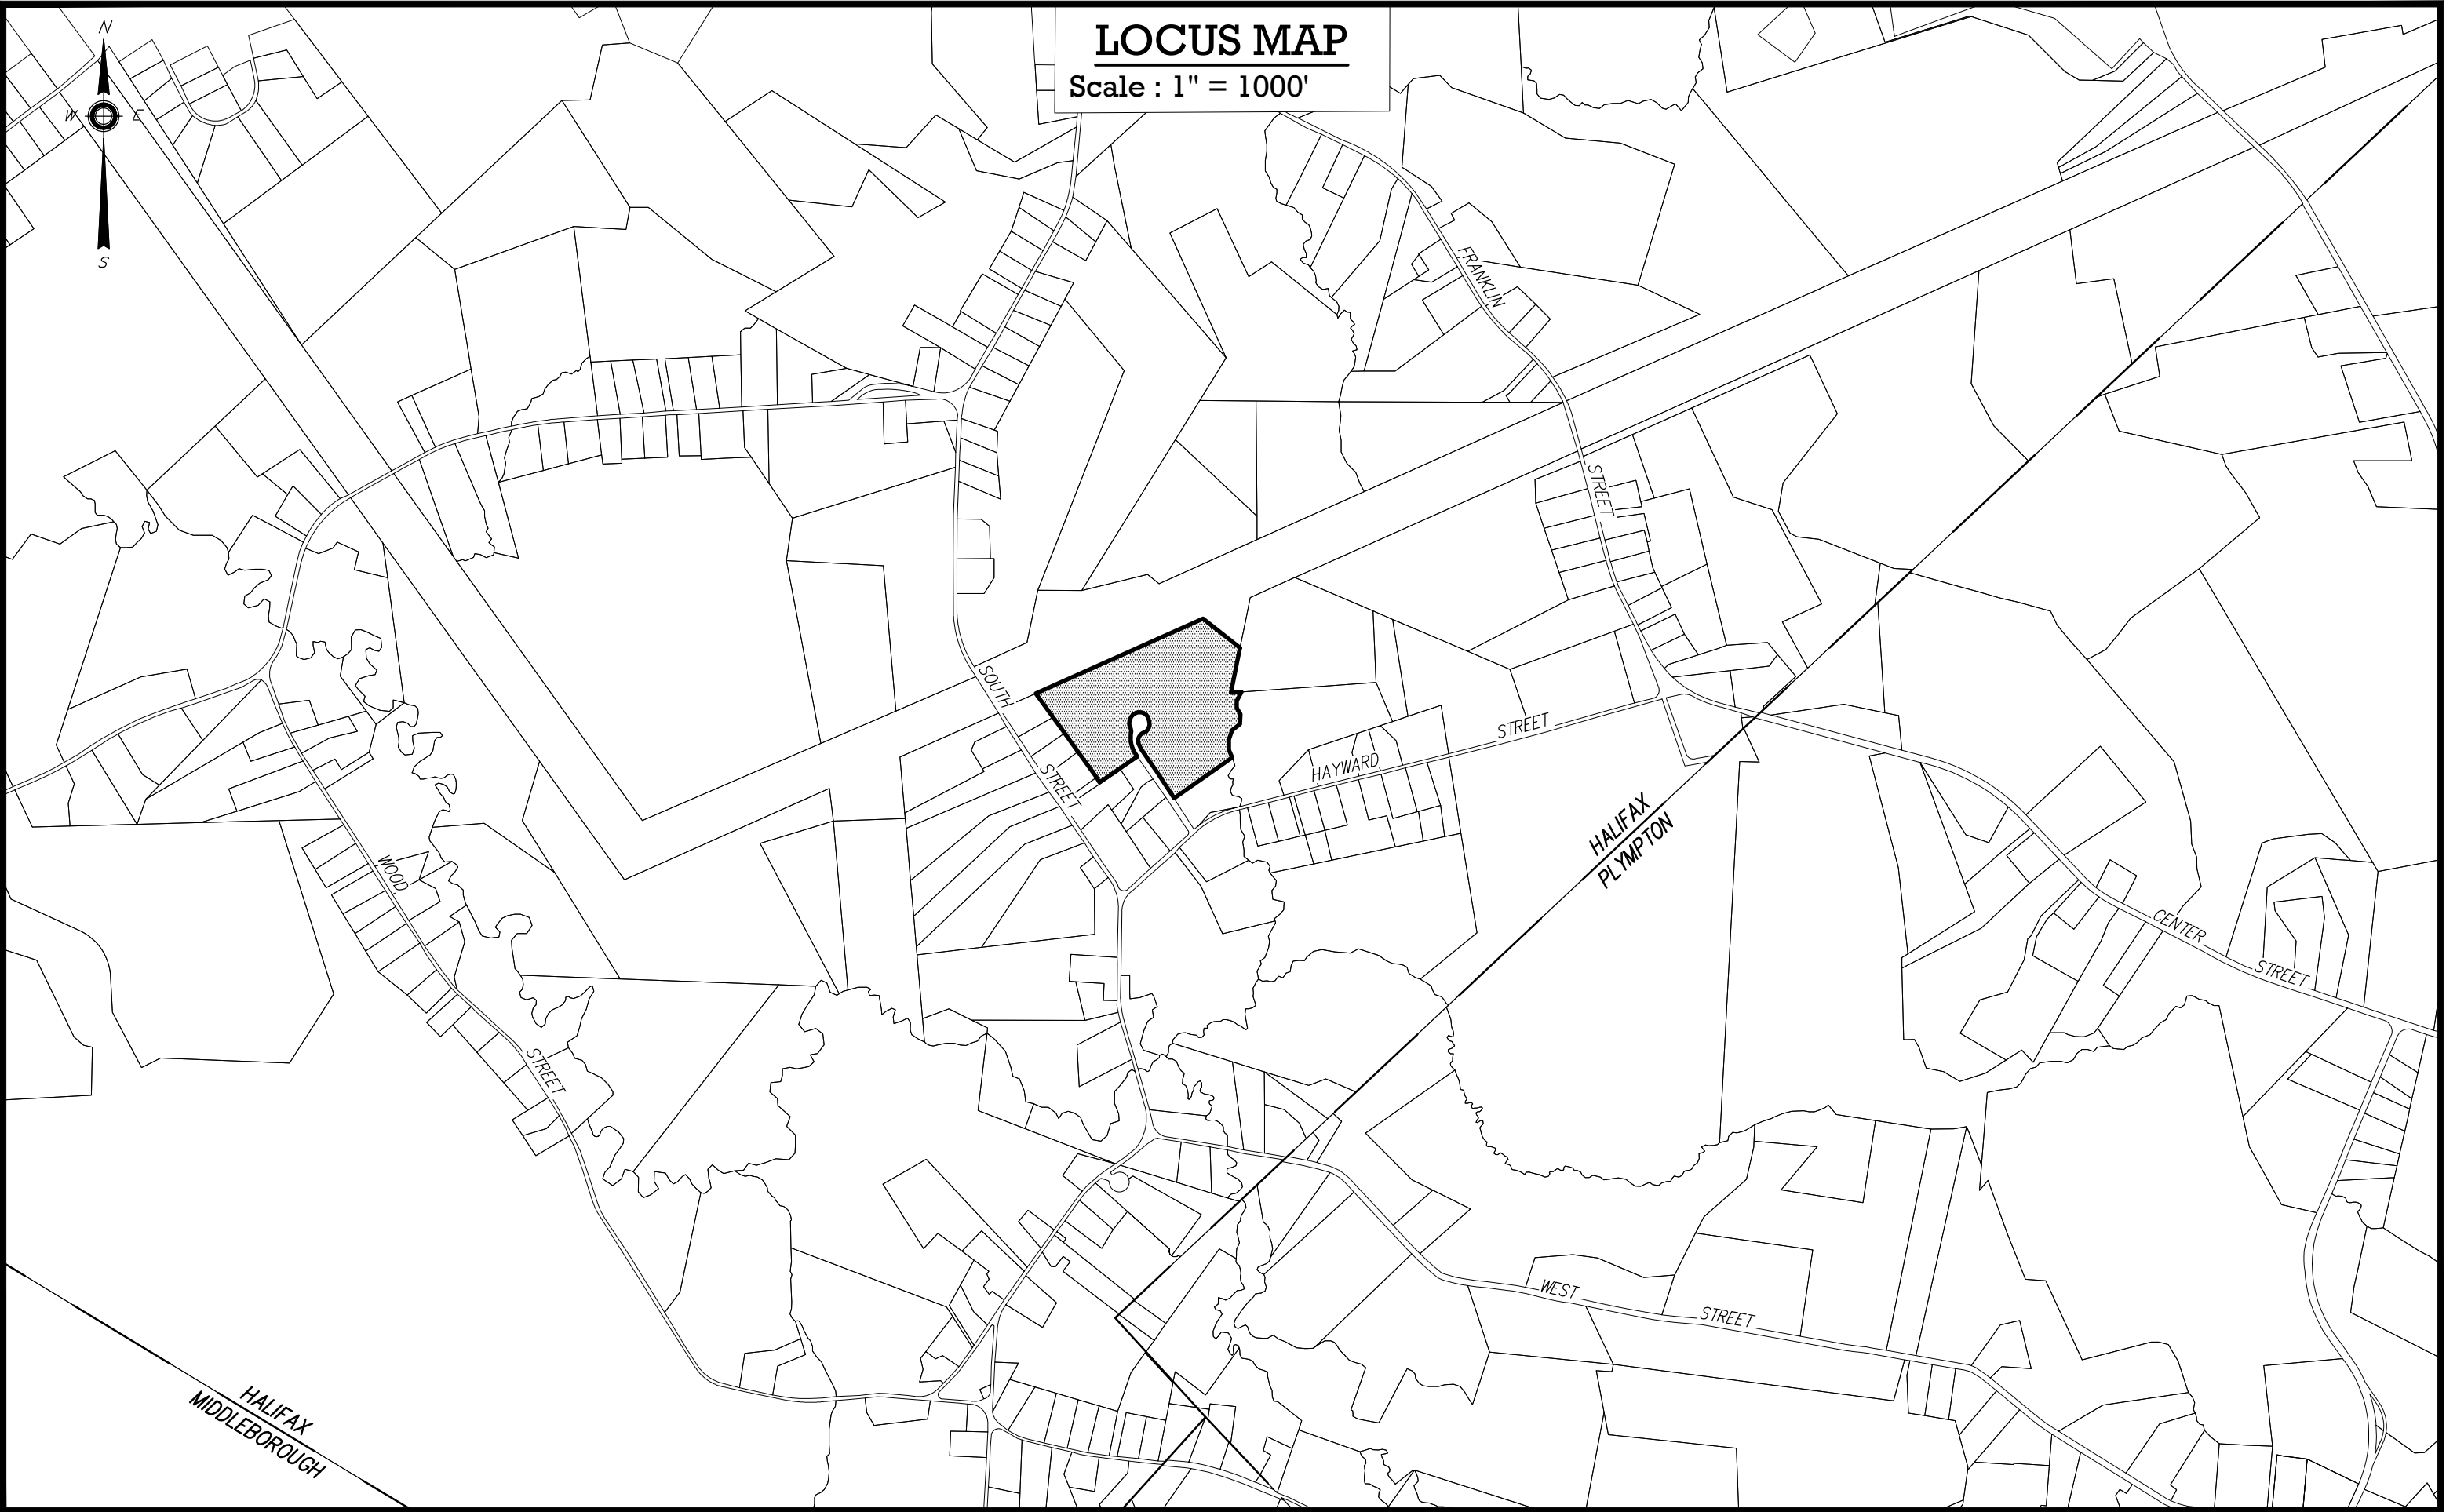 LOCUS MAP
Scale : 1" = 1000'
N
W E
S
FRANKLIN
STREET
SOUTH
STREET
HAYWARD
STREET
HALIFAX
PLYMPTON
WOOD
STREET
CENTER
STREET
WEST
STREET
HALIFAX
MIDDLEBOROUGH